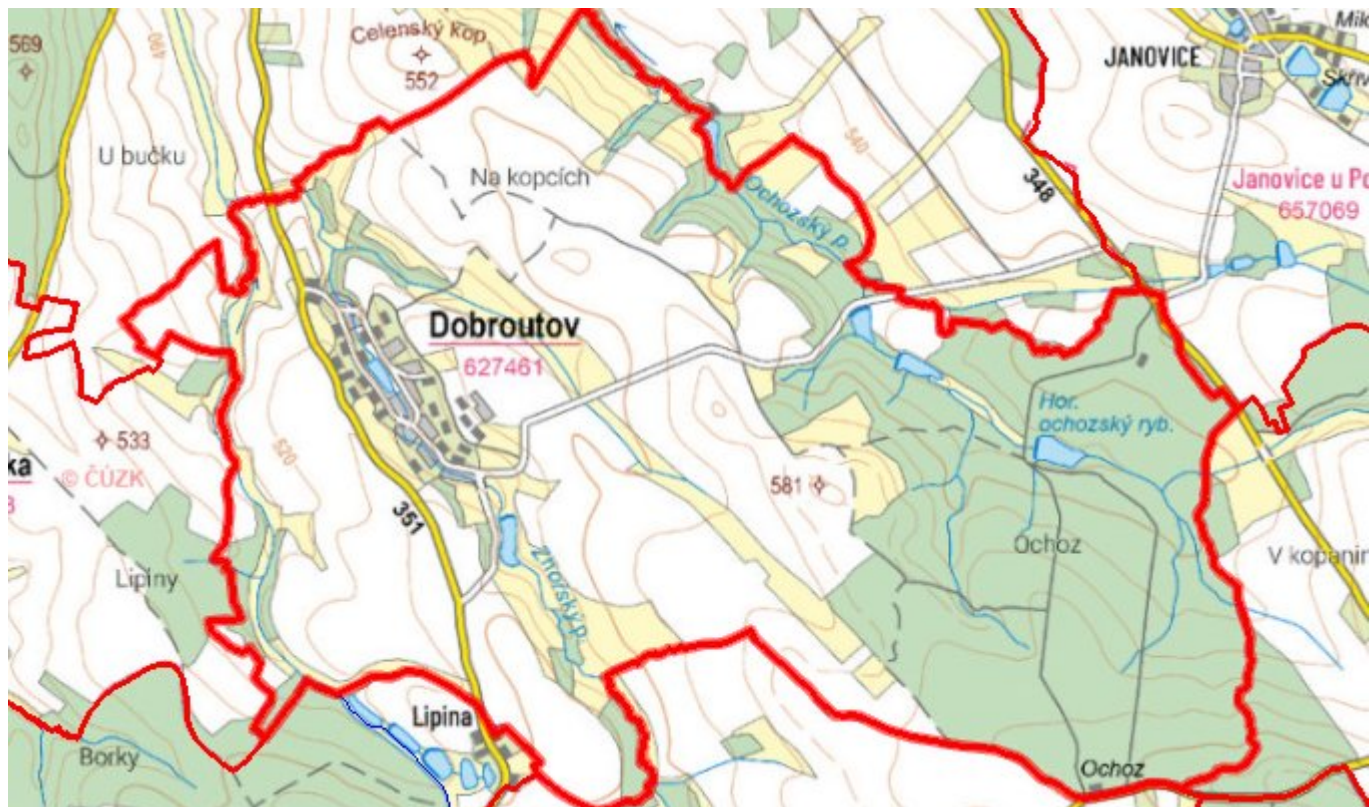 569
490
Celenský kop.
552
JANOVICE
U bučku
Na kopcích
540
348
Janovice u Po
657069
Ochozský p.
Dobroutov
627461
Hor.
ochozský ryb.
533
ka
© ČÚZK
520
581
351
Ochoz
V kopanin
Lipiny
Zhořský p.
Lipina
Borky
Ochoz